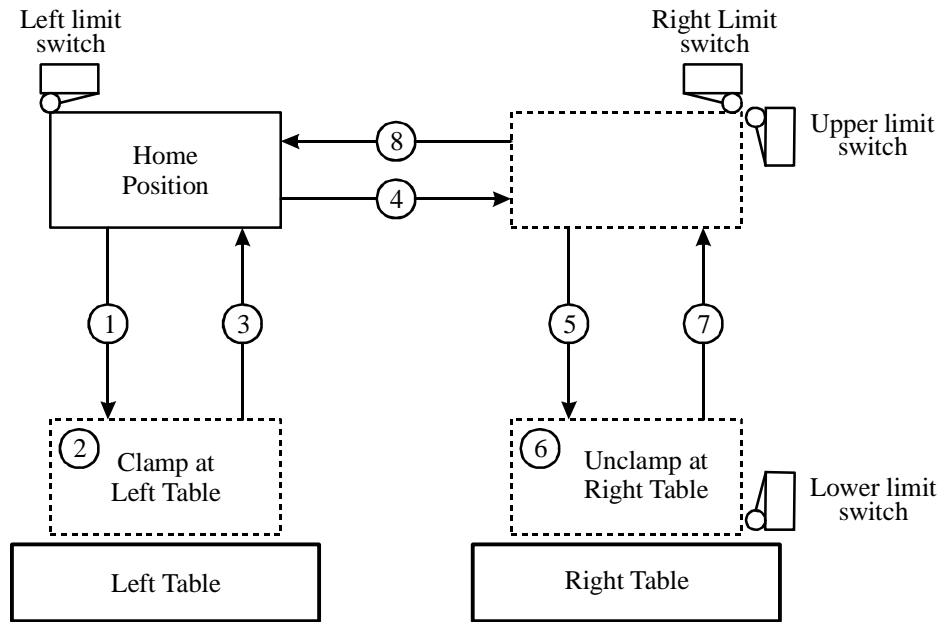 Left limit
switch
Right Limit
switch
Upper limit
switch
Home
Position
8
4
1
3
5
7
2
Clamp at
Left Table
6
Unclamp at
Right Table
Lower limit
switch
Left Table
Right Table